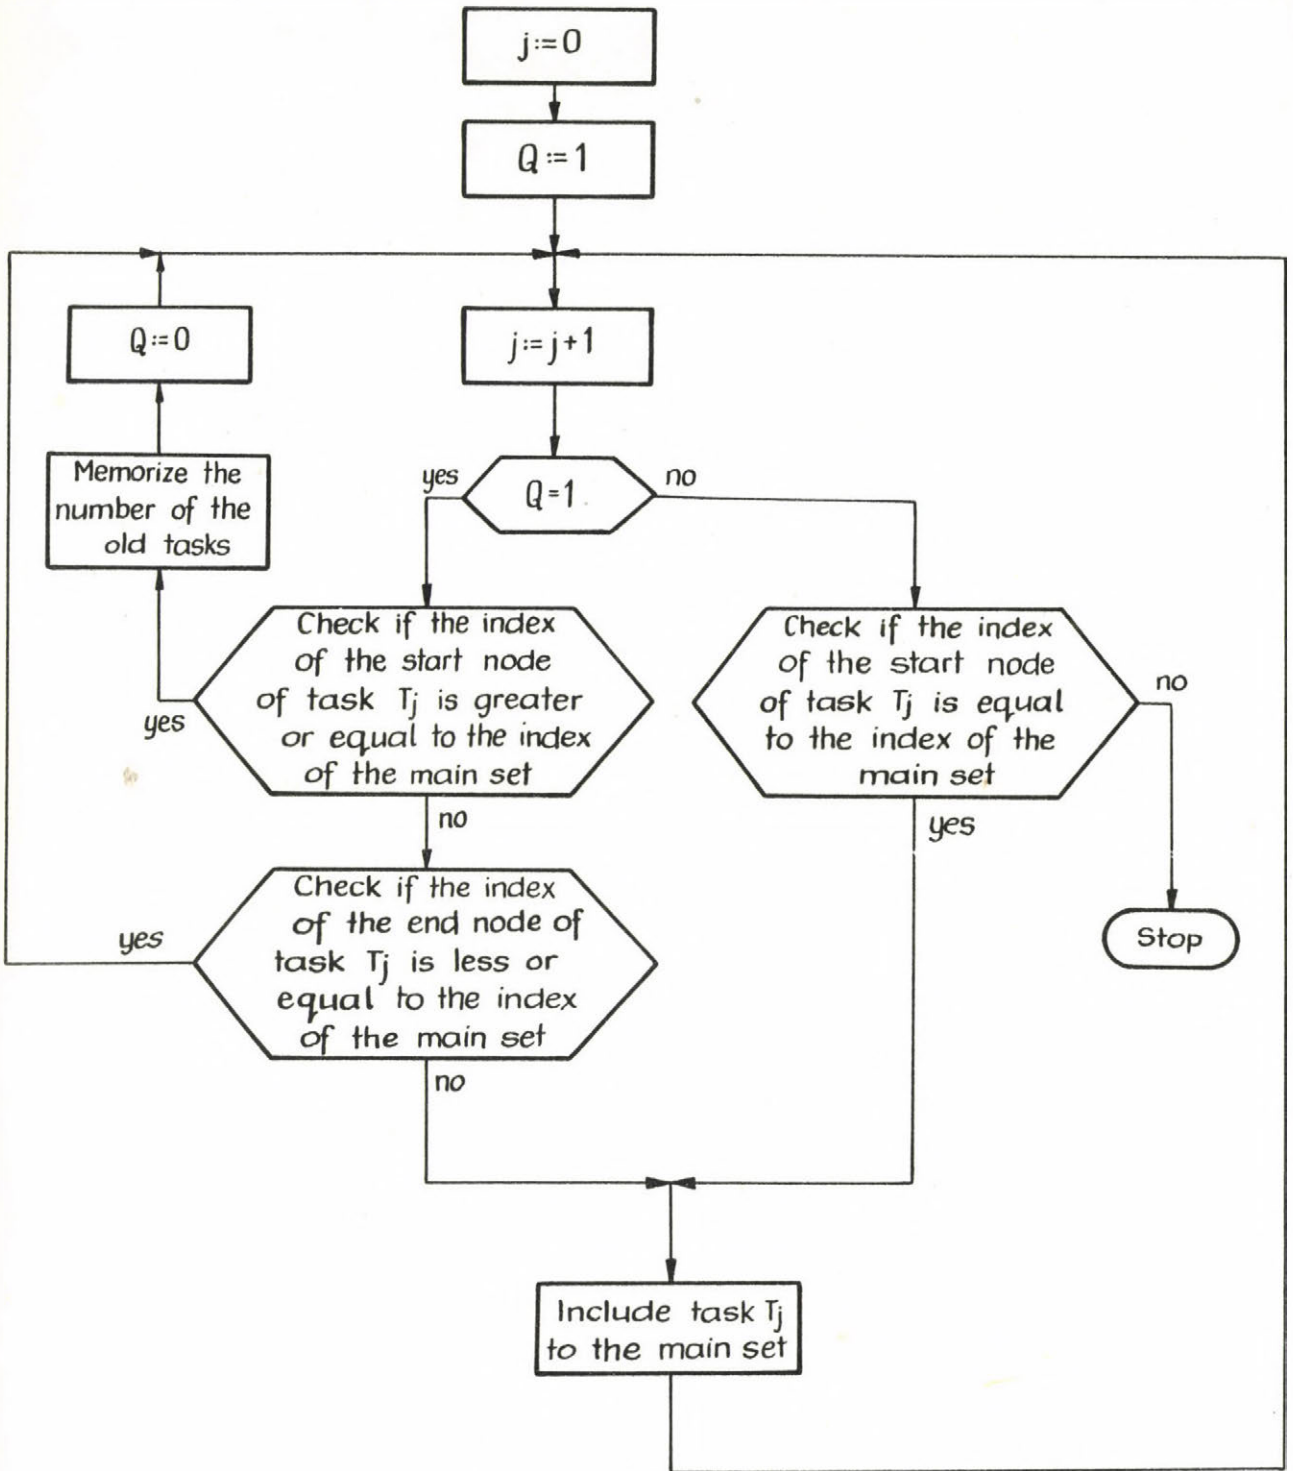 j:=0
Q:=1
Q:=0
j:=j+1
Memorize the
number of the
old tasks
yes
Q=1
no
Check if the index
of the start node
of task Tj is greater
or equal to the index
of the main set
yes
no
Check if the index
of the start node
of task Tj is equal
to the index of the
main set
no
yes
Stop
Check if the index
of the end node of
task Tj is less or
equal to the index
of the main set
yes
no
Include task Tj
to the main set